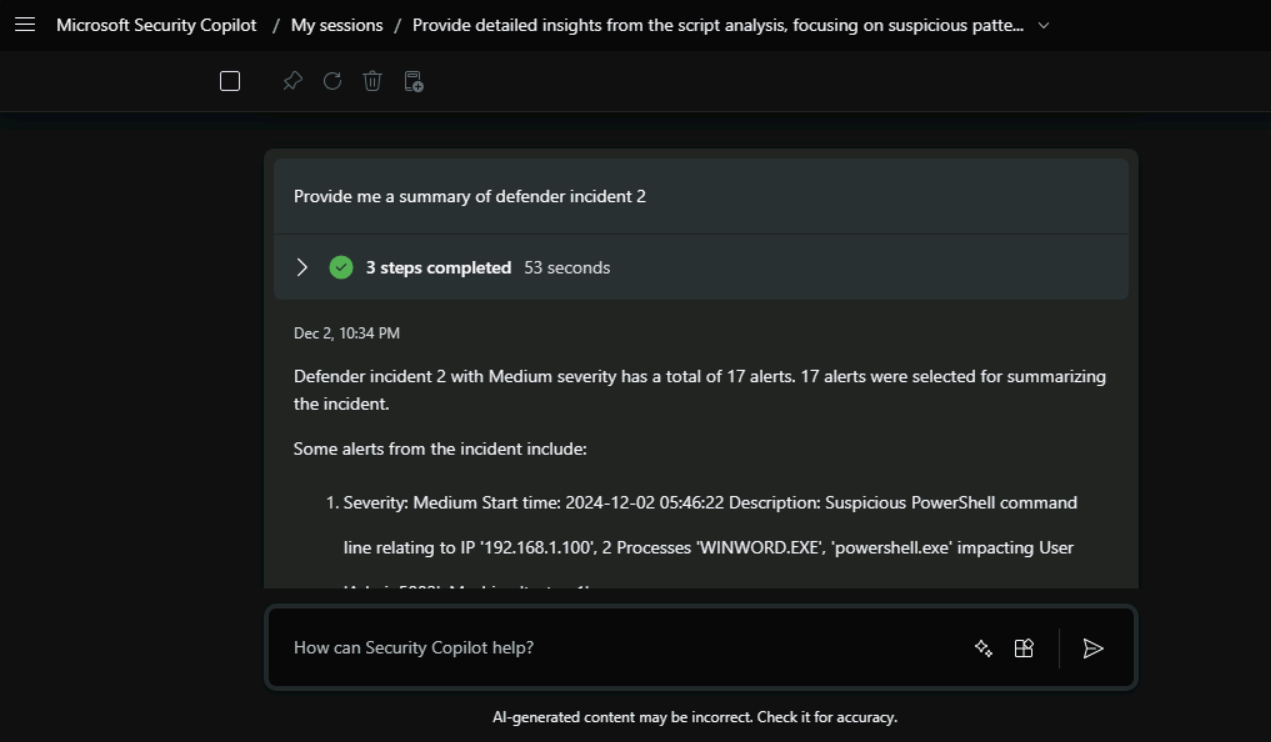 Microsoft Security Copilot / My sessions / Provide detailed insights from the script analysis, focusing on suspicious patte...
Provide me a summary of defender incident 2
3 steps completed 53 seconds
Dec 2, 10:34 PM
Defender incident 2 with Medium severity has a total of 17 alerts. 17 alerts were selected for summarizing
the incident.
Some alerts from the incident include:
1. Severity: Medium Start time: 2024-12-02 05:46:22 Description: Suspicious PowerShell command
line relating to IP '192.168.1.100', 2 Processes 'WINWORD.EXE', 'powershell.exe' impacting User
How can Security Copilot help?
AI-generated content may be incorrect. Check it for accuracy.